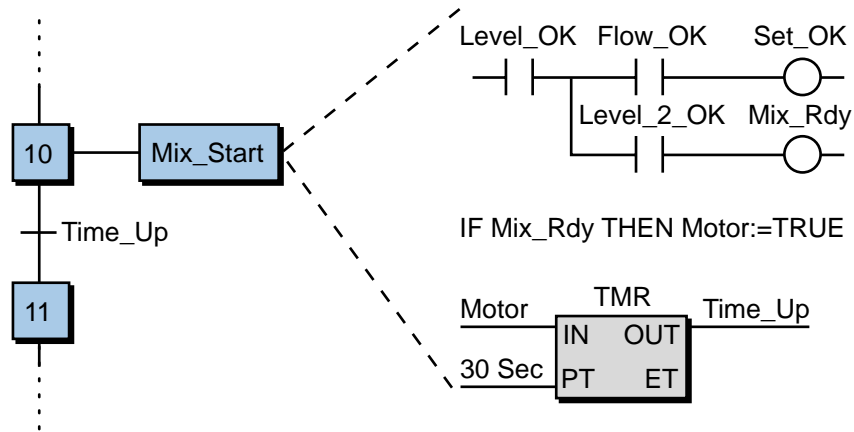 Level_OK Flow_OK Set_OK
Level_2_OK Mix_Rdy
10 Mix_Start
Time_Up
IF Mix_Rdy THEN Motor:=TRUE
11
Motor TMR Time_Up
IN OUT
30 Sec PT ET